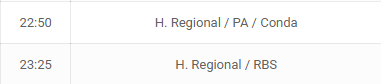 22:50 H. Regional / PA / Conda
23:25 H. Regional / RBS